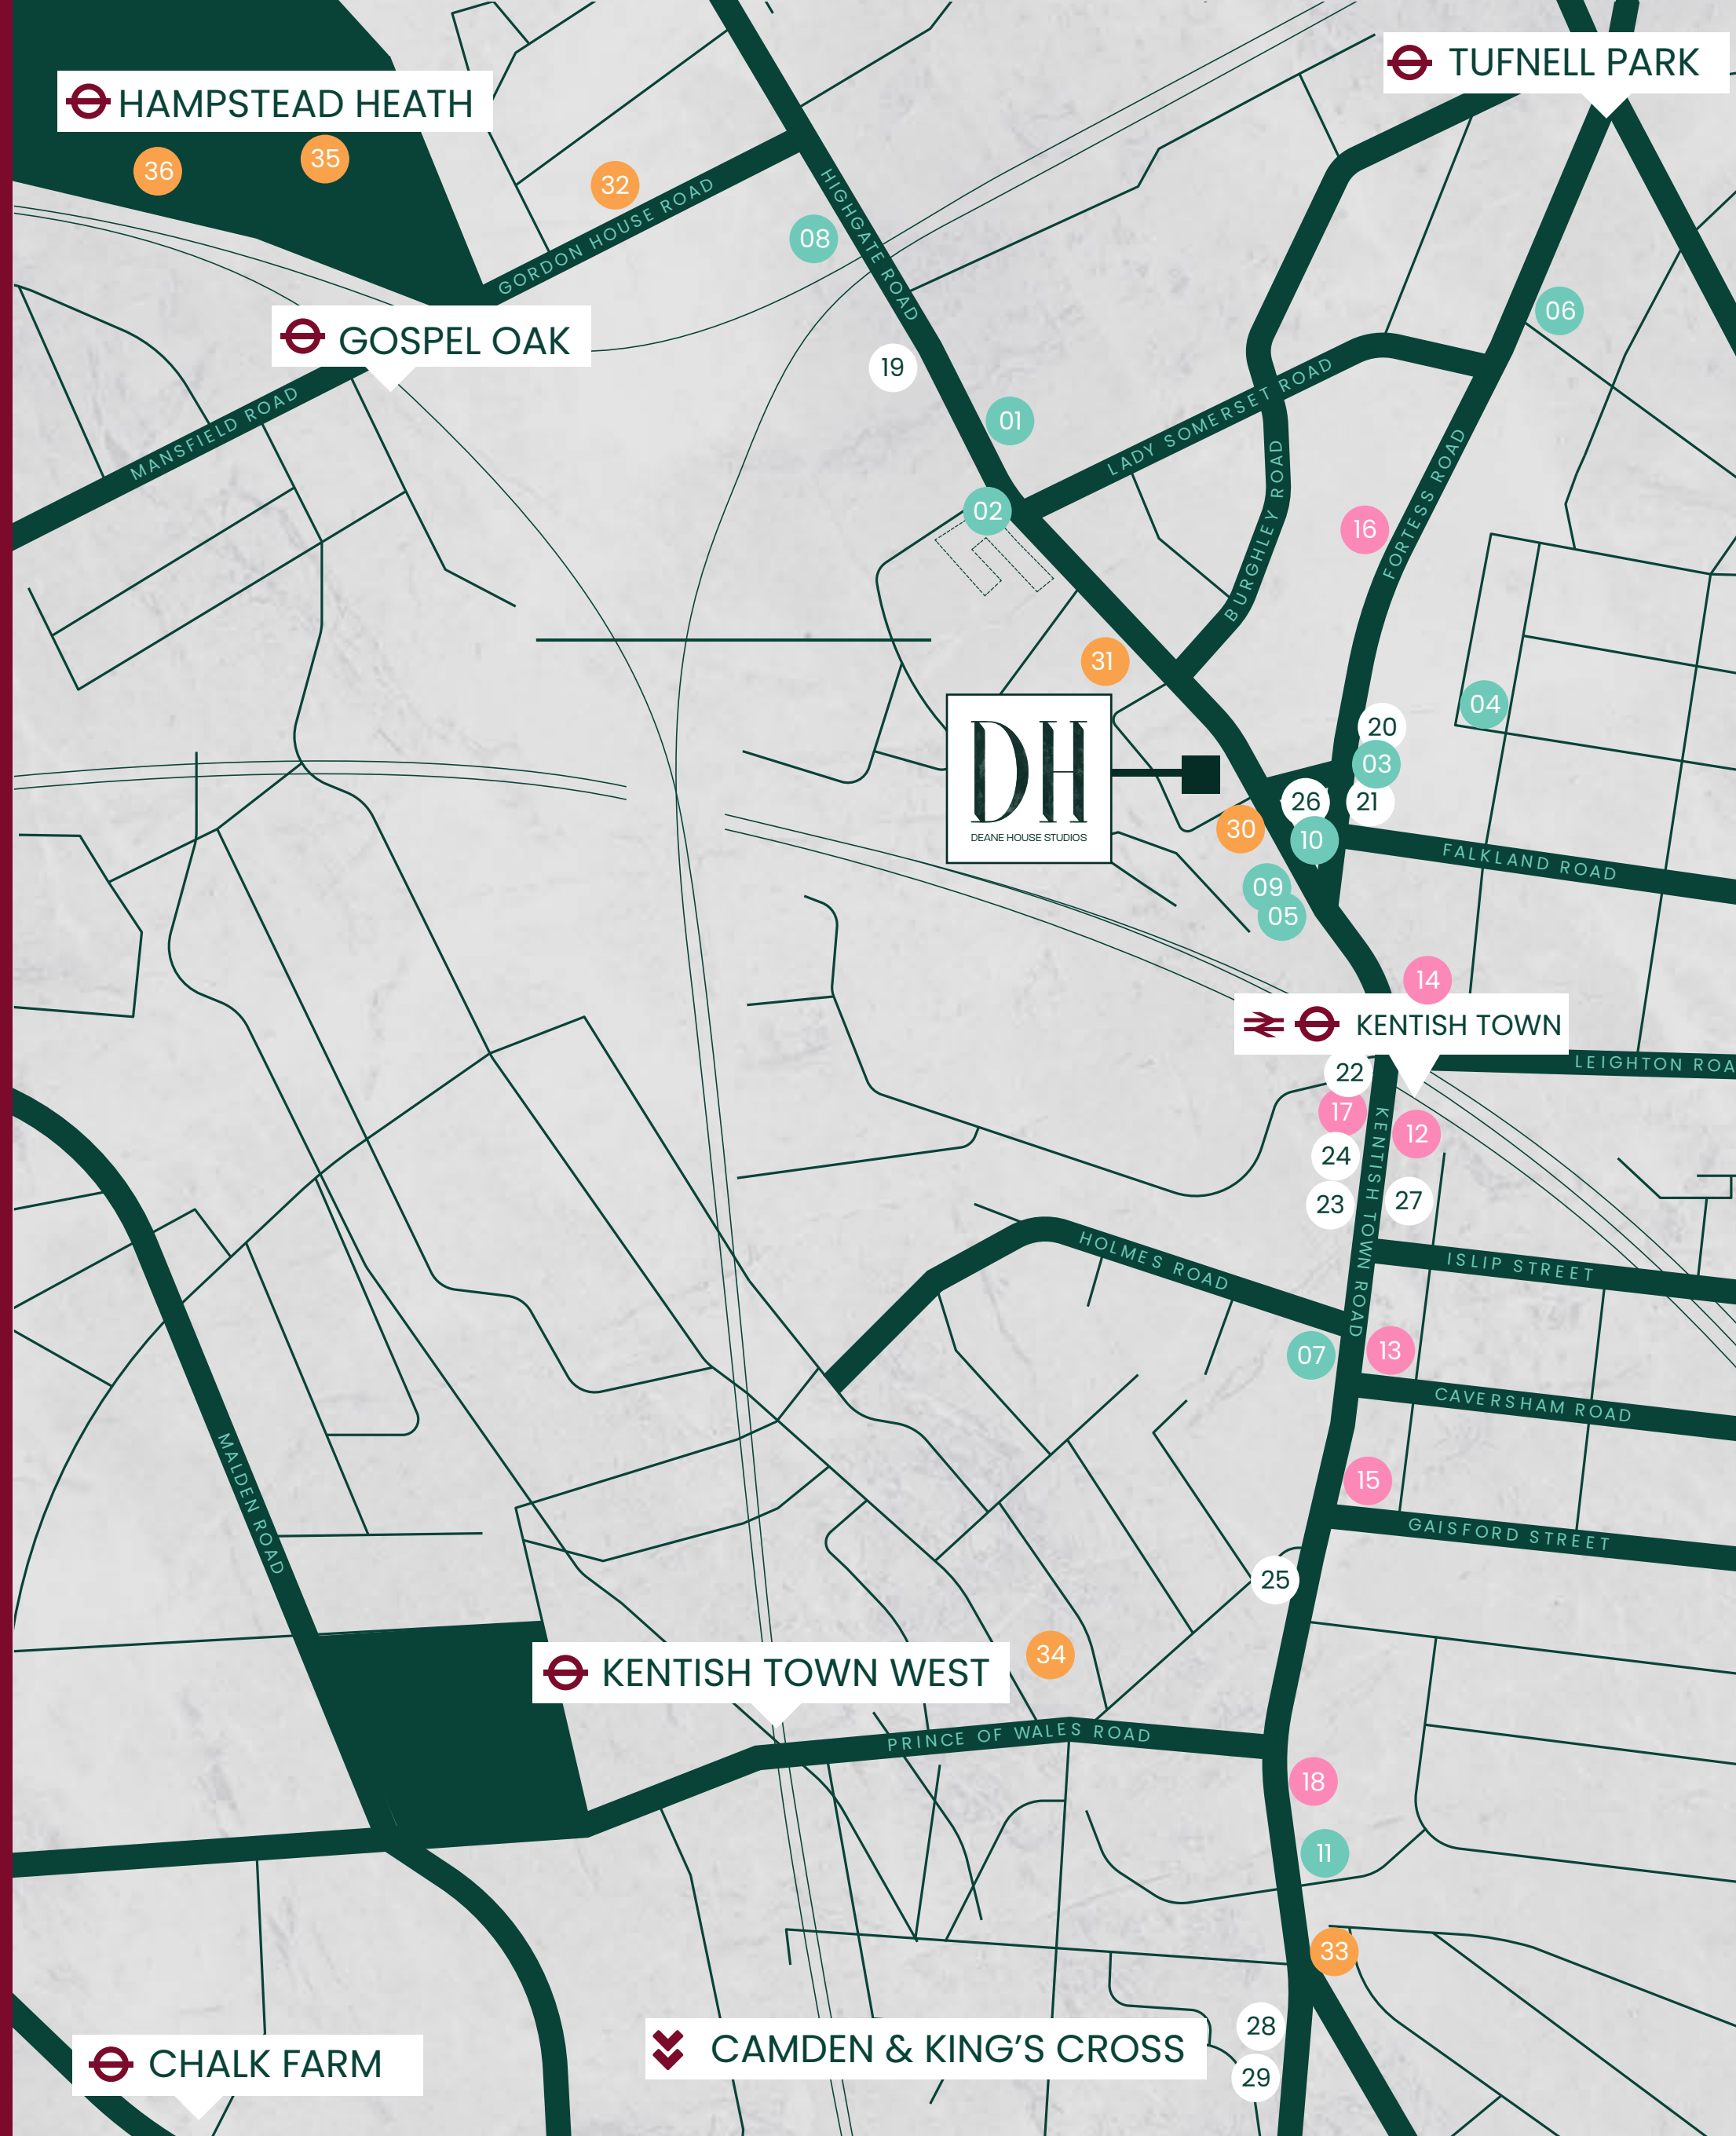 TUFNELL PARK
HAMPSTEAD HEATH
36
35
32
GORDON HOUSE ROAD
HIGHGATE ROAD
08
06
GOSPEL OAK
19
MANSFIELD ROAD
01
LADY SOMERSET ROAD
02
BURGHLEY ROAD
FORTESS ROAD
16
31
04
20
03
DH
DEANE HOUSE STUDIOS
26
21
30
10
FALKLAND ROAD
09
05
14
KENTISH TOWN
LEIGHTON ROA
22
17
12
24
23
27
KENTISH TOWN ROAD
HOLMES ROAD
ISLIP STREET
07
13
CAVERSHAM ROAD
MALDEN ROAD
15
GAISFORD STREET
25
34
KENTISH TOWN WEST
PRINCE OF WALES ROAD
18
11
33
28
CAMDEN & KING'S CROSS
CHALK FARM
29